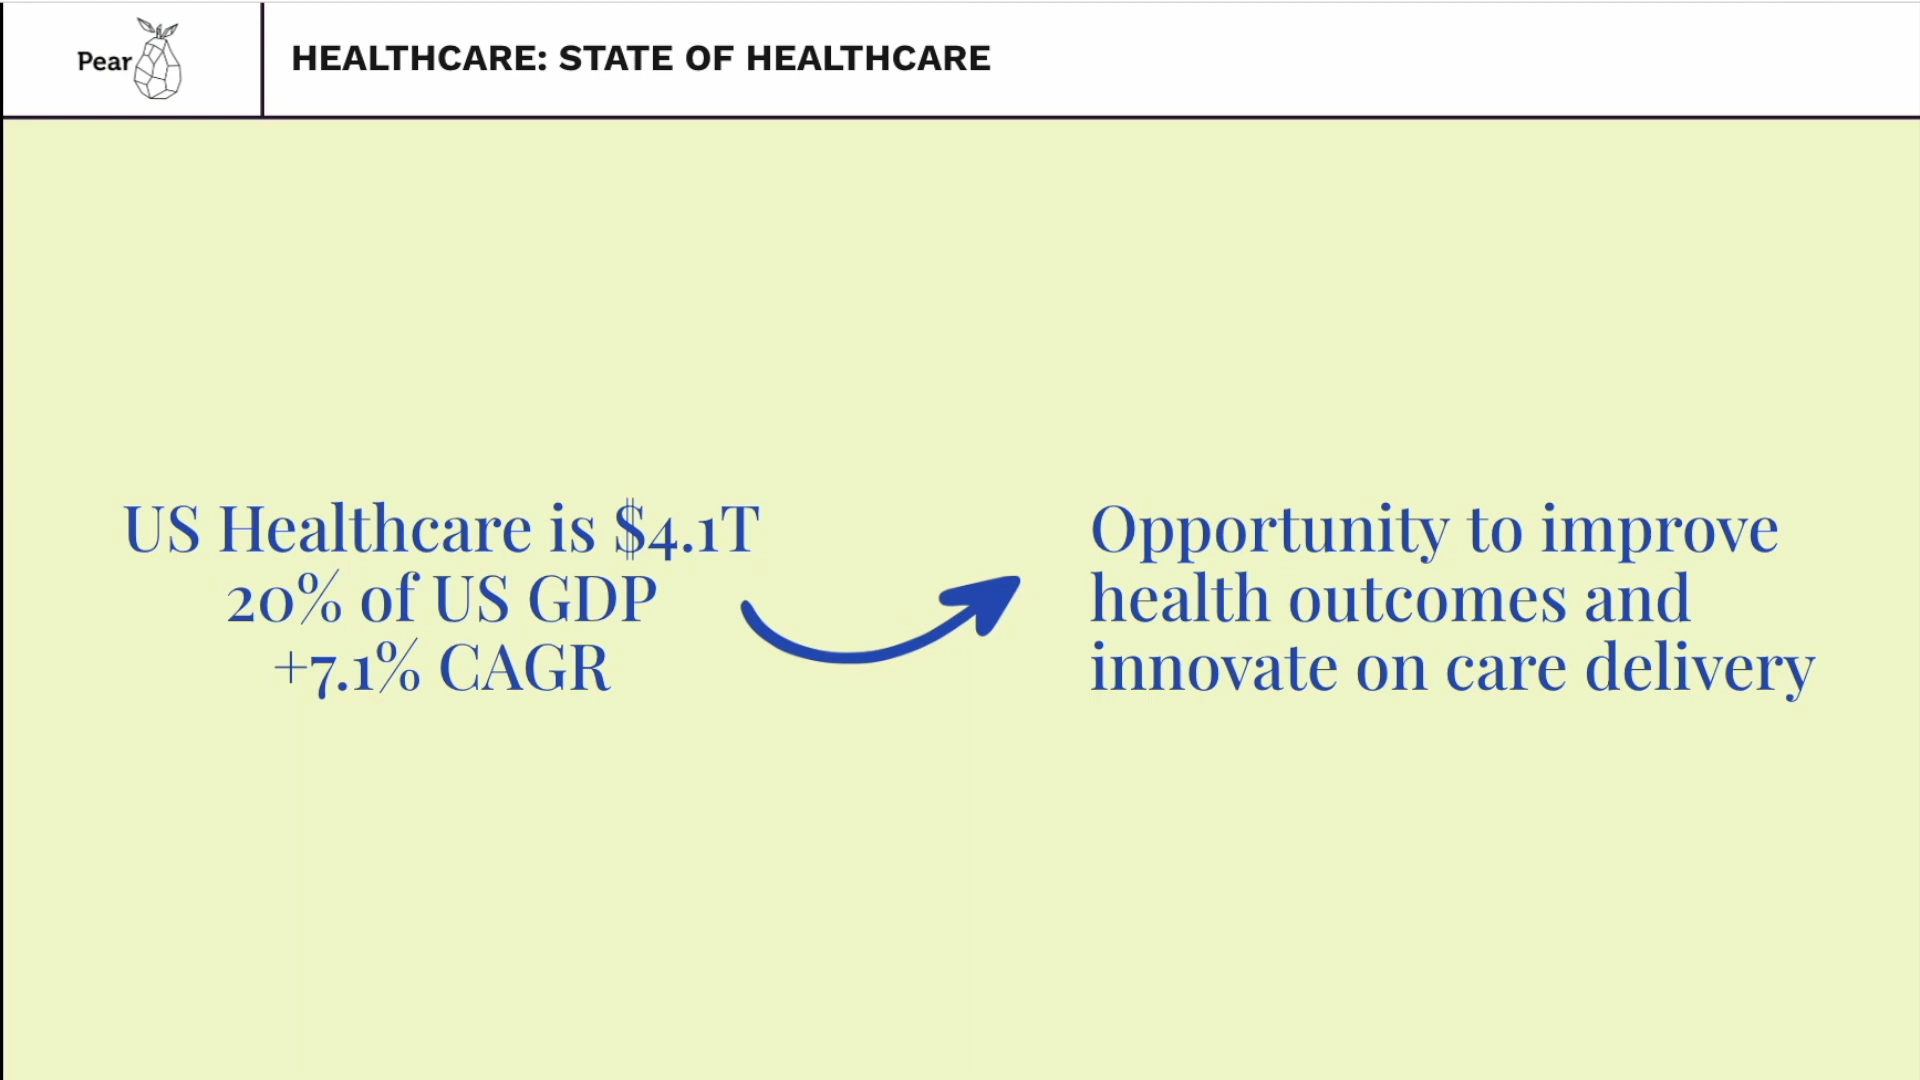 Pear
HEALTHCARE: STATE OF HEALTHCARE
US Healthcare is $4.1T
20% of US GDP
+7.1% CAGR
Opportunity to improve
health outcomes and
innovate on care delivery